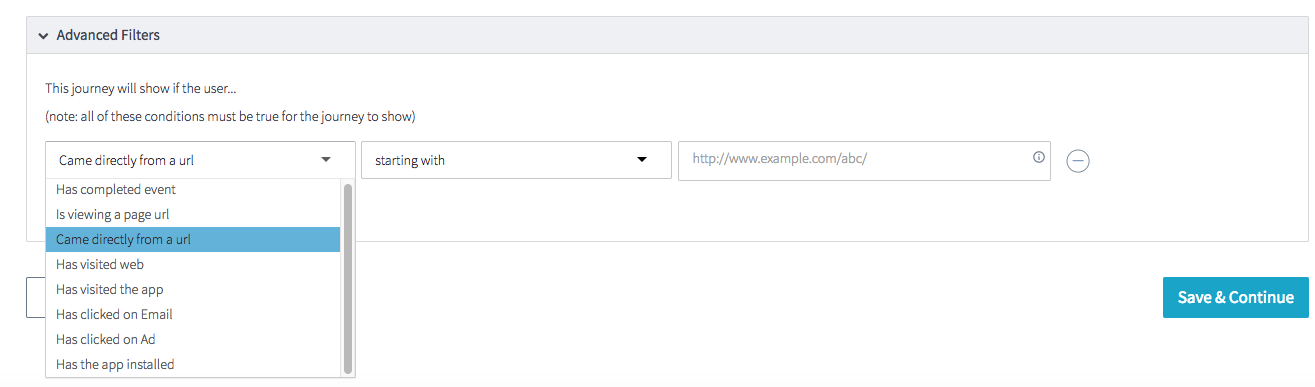 Advanced Filters
This journey will show if the user...
(note: all of these conditions must be true for the journey to show)
Came directly from a url
starting with
http://www.example.com/abc/
Has completed event
Is viewing a page url
Came directly from a url
Has visited web
Has visited the app
Has clicked on Email
Has clicked on Ad
Has the app installed
Save & Continue